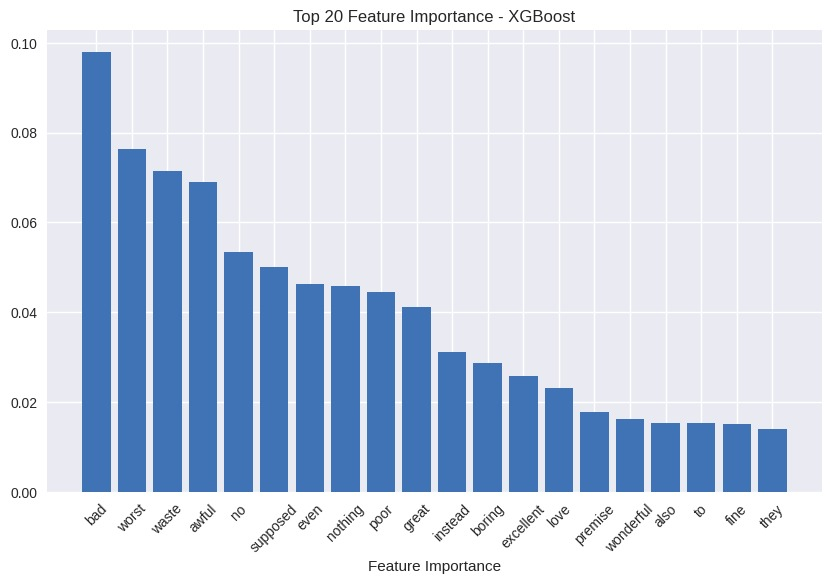 Top 20 Feature Importance - XGBoost
0.10
0.08
0.06
0.04
0.02
0.00
bad
worst
waste
awful
no
supposed
even
nothing
poor
great
instead
boring
excellent
love
premise
wonderful
also
to
fine
they
Feature Importance